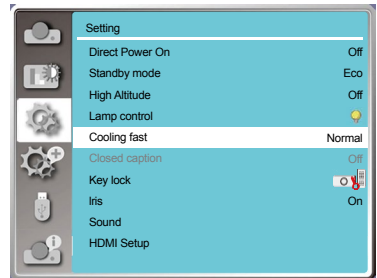 Setting
Direct Power On Off
Standby mode Eco
High Altitude Off
Lamp control
Cooling fast Normal
Closed caption Off
Key lock
Iris On
Sound
HDMI Setup